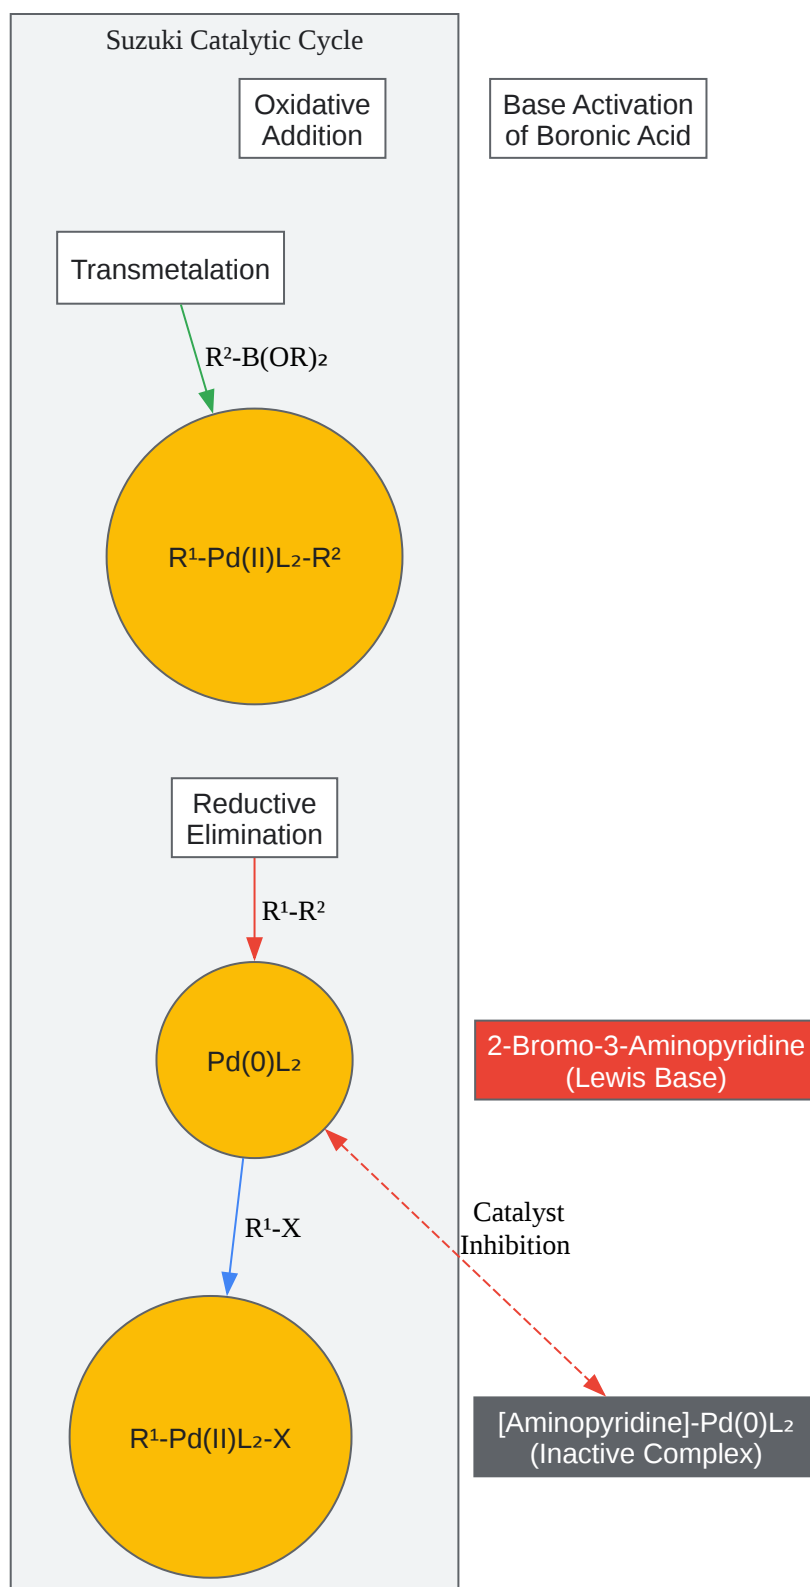 Suzuki Catalytic Cycle
Oxidative
Addition
Base Activation
of Boronic Acid
Transmetalation
R²-B(OR)₂
R¹-Pd(II)L₂-R²
Reductive
Elimination
R¹-R²
Pd(0)L₂
2-Bromo-3-Aminopyridine
(Lewis Base)
Catalyst
Inhibition
R¹-X
R¹-Pd(II)L₂-X
[Aminopyridine]-Pd(0)L₂
(Inactive Complex)